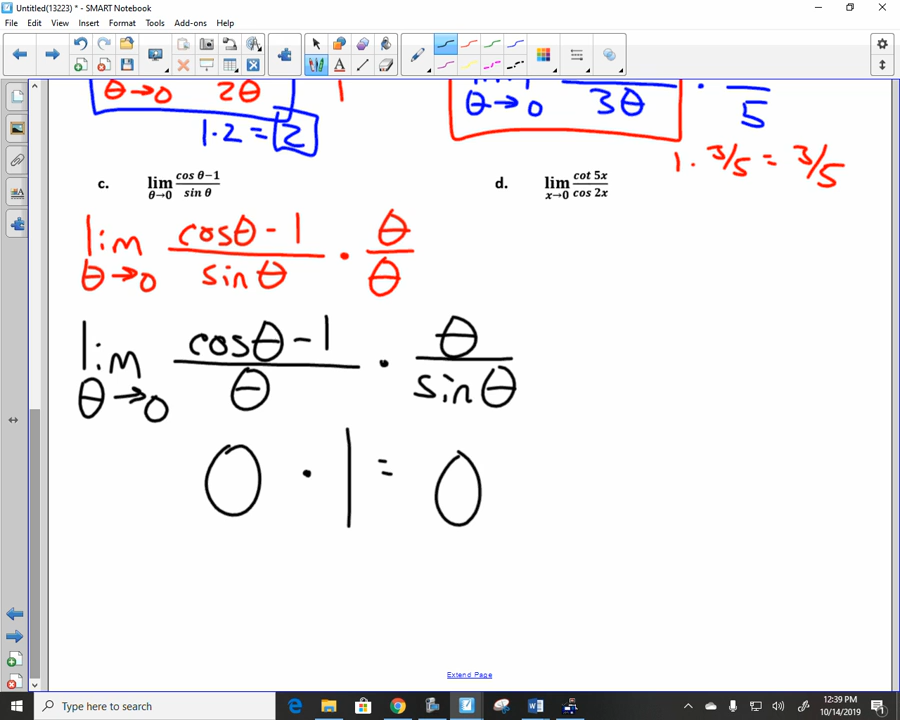 Untitled(13223) * - SMART Notebook
File Edit View Insert Format Tools Add-ons Help
θ→0 2θ 1
1·2 = 2
θ→0 3θ · 5
1 · 3/5 = 3/5
c. lim θ→0 cos θ−1 / sin θ
d. lim x→0 cot 5x / cos 2x
lim θ→0 cosθ - 1 / sinθ · θ / θ
lim θ→0 cosθ - 1 / θ · θ / sinθ
0 · 1 = 0
Extend Page
Type here to search
12:39 PM
10/14/2019